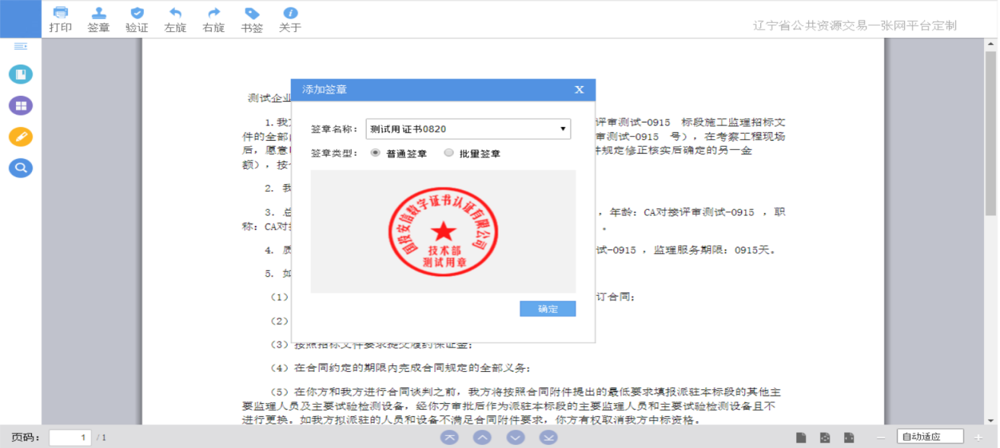 打印 签章 验证 左旋 右旋 书签 关于
辽宁省公共资源交易一张网平台定制
测试企业
添加签章 X
签章名称： 测试用证书0820
签章类型： 普通签章 批量签章
国投安信数字证书认证有限公司
技术部
测试用章
确定
1.我 评审测试-0915 标段施工监理招标文
件的全部 审测试-0915 号），在考察工程现场
后，愿意 件规定修正核实后确定的另一金
额），按
2. 我
3. 总 ，年龄：CA对接评审测试-0915 ，职
称：CA对接 。
4. 质 试-0915 ，监理服务期限：0915天。
5. 如
（1） 订合同；
（2）
（3）按照招标文件要求提交履约保证金；
（4）在合同约定的期限内完成合同规定的全部义务；
（5）在你方和我方进行合同谈判之前，我方将按照合同附件提出的最低要求填报派驻本标段的其他主
要监理人员及主要试验检测设备，经你方审批后作为派驻本标段的主要监理人员和主要试验检测设备且不
进行更换。如我方拟派驻的人员和设备不满足合同附件要求，你方有权取消我方中标资格。
页码： 1 / 1 自动适应